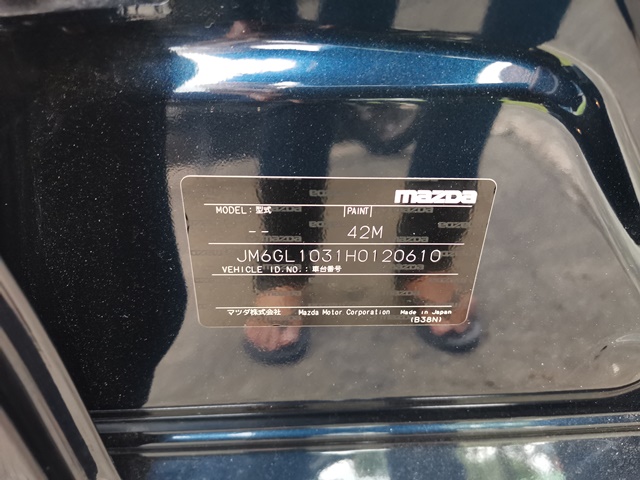 mazda
MODEL: 型式 PAINT
-- 42M
JM6GL1031H0120610
VEHICLE ID.NO.: 車台番号
マツダ株式会社 Mazda Motor Corporation Made in Japan
(B38N)